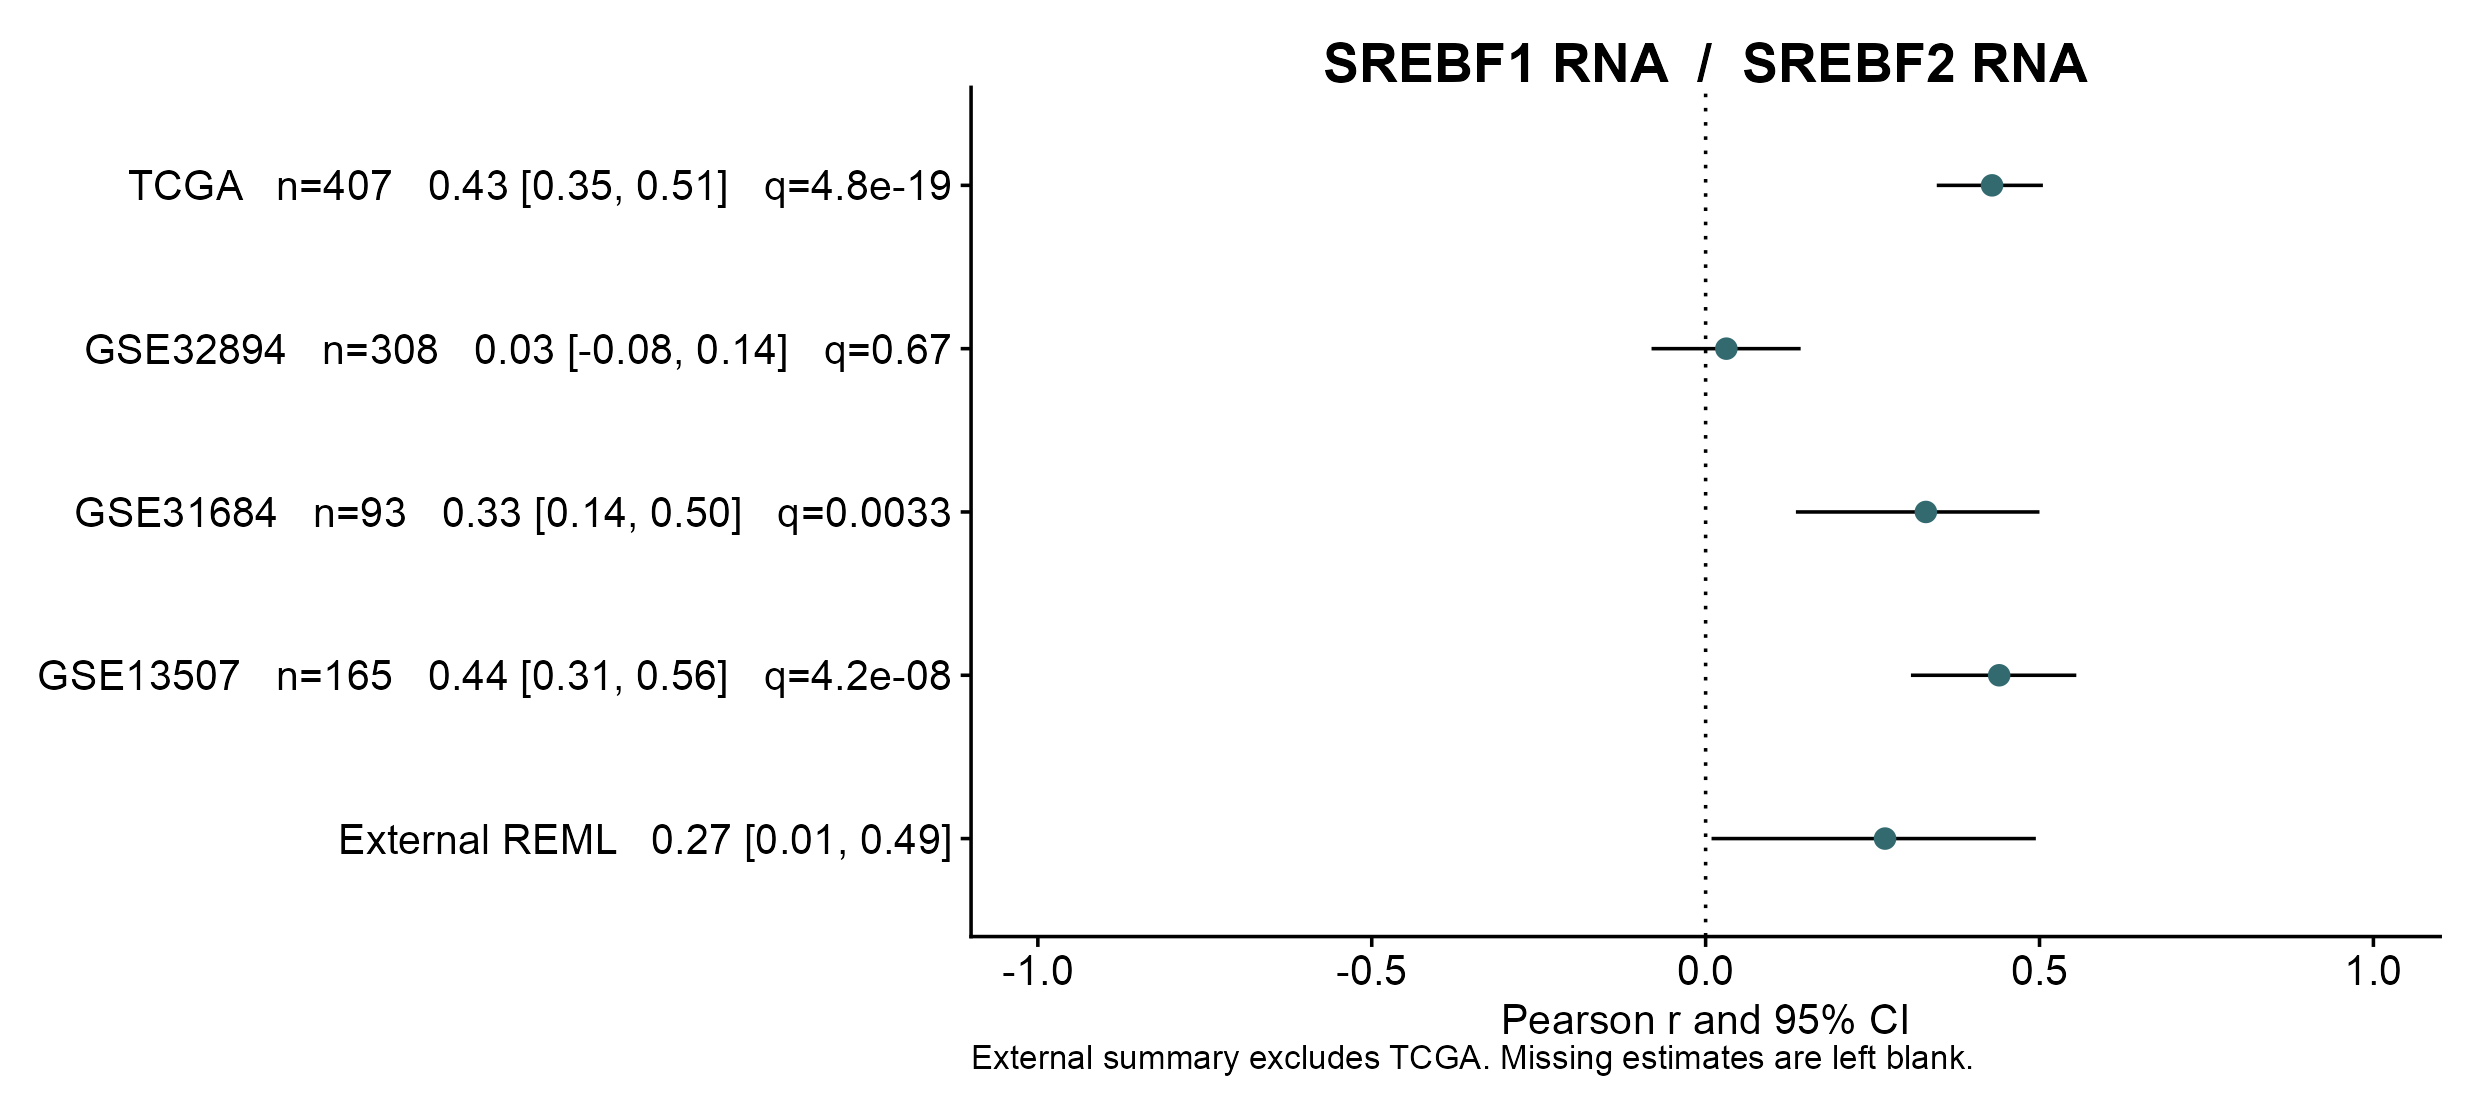 SREBF1 RNA / SREBF2 RNA
TCGA n=407 0.43 [0.35, 0.51] q=4.8e-19
GSE32894 n=308 0.03 [-0.08, 0.14] q=0.67
GSE31684 n=93 0.33 [0.14, 0.50] q=0.0033
GSE13507 n=165 0.44 [0.31, 0.56] q=4.2e-08
External REML 0.27 [0.01, 0.49]
-1.0 -0.5 0.0 0.5 1.0
Pearson r and 95% CI
External summary excludes TCGA. Missing estimates are left blank.